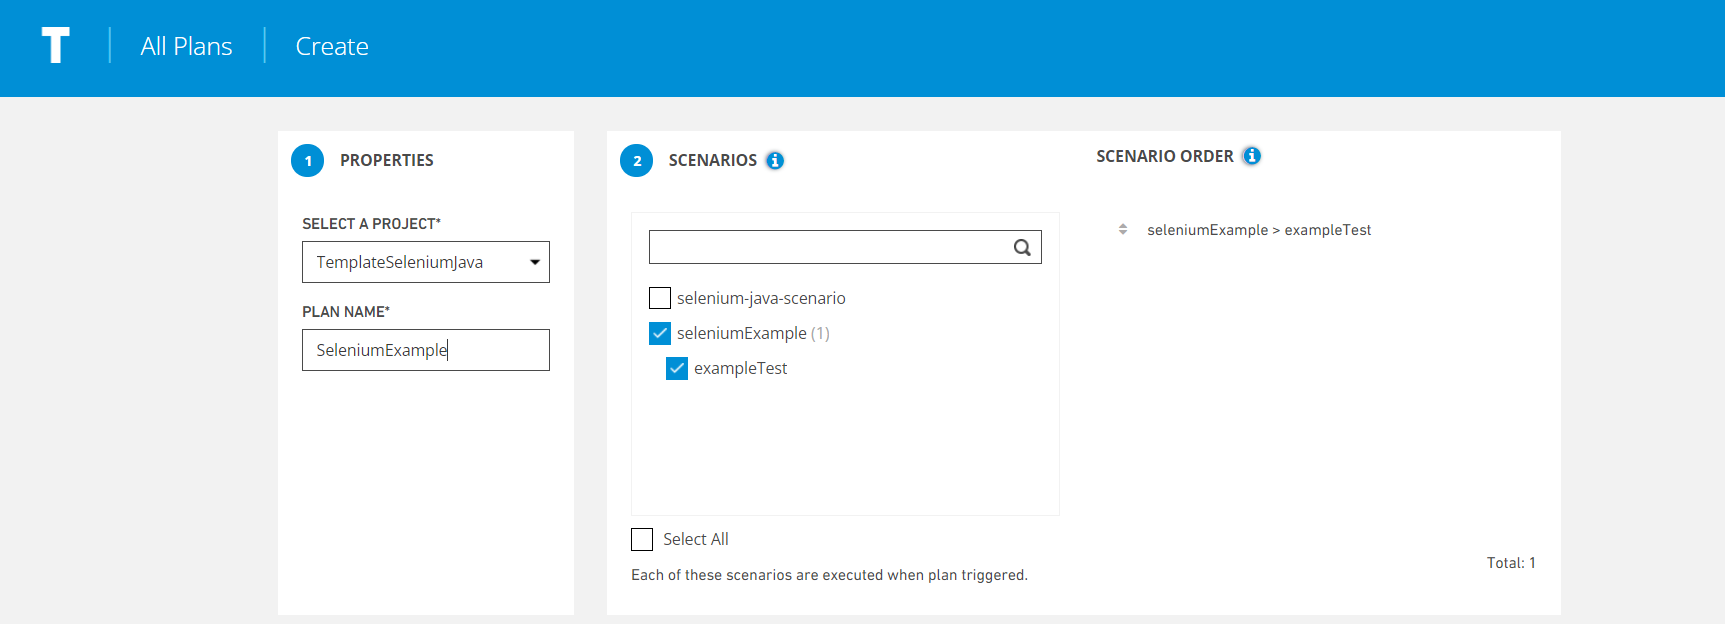 T All Plans Create
1 PROPERTIES
SELECT A PROJECT*
TemplateSeleniumJava
PLAN NAME*
SeleniumExample
2 SCENARIOS i
selenium-java-scenario
seleniumExample (1)
exampleTest
Select All
Each of these scenarios are executed when plan triggered.
SCENARIO ORDER i
seleniumExample > exampleTest
Total: 1